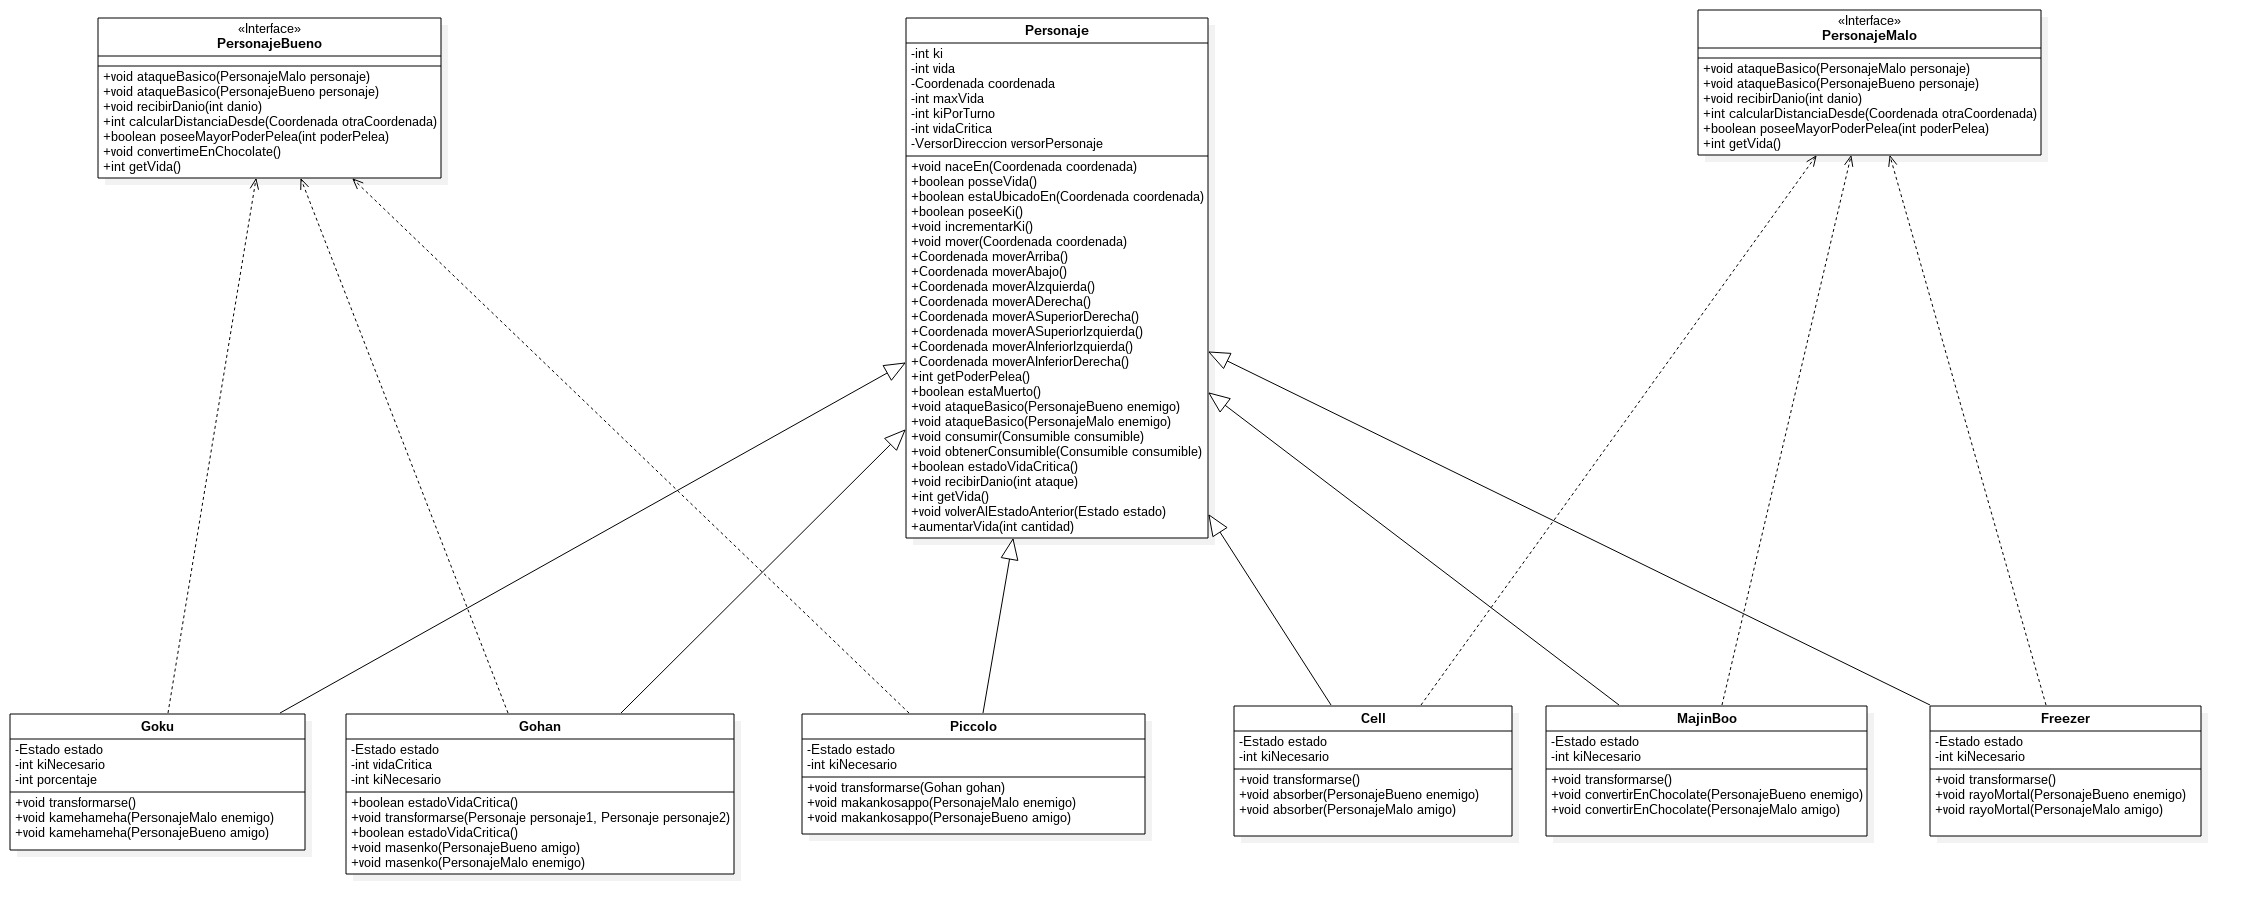 «Interface»
PersonajeBueno
+void ataqueBasico(PersonajeMalo personaje)
+void ataqueBasico(PersonajeBueno personaje)
+void recibirDanio(int danio)
+int calcularDistanciaDesde(Coordenada otraCoordenada)
+boolean poseeMayorPoderPelea(int poderPelea)
+void convertimeEnChocolate()
+int getVida()
Personaje
-int ki
-int vida
-Coordenada coordenada
-int maxVida
-int kiPorTurno
-int vidaCritica
-VersorDireccion versorPersonaje
+void naceEn(Coordenada coordenada)
+boolean posseVida()
+boolean estaUbicadoEn(Coordenada coordenada)
+boolean poseeKi()
+void incrementarKi()
+void mover(Coordenada coordenada)
+Coordenada moverArriba()
+Coordenada moverAbajo()
+Coordenada moverAIzquierda()
+Coordenada moverADerecha()
+Coordenada moverASuperiorDerecha()
+Coordenada moverASuperiorIzquierda()
+Coordenada moverAInferiorIzquierda()
+Coordenada moverAInferiorDerecha()
+int getPoderPelea()
+boolean estaMuerto()
+void ataqueBasico(PersonajeBueno enemigo)
+void ataqueBasico(PersonajeMalo enemigo)
+void consumir(Consumible consumible)
+void obtenerConsumible(Consumible consumible)
+boolean estadoVidaCritica()
+void recibirDanio(int ataque)
+int getVida()
+void volverAlEstadoAnterior(Estado estado)
+aumentarVida(int cantidad)
«Interface»
PersonajeMalo
+void ataqueBasico(PersonajeMalo personaje)
+void ataqueBasico(PersonajeBueno personaje)
+void recibirDanio(int danio)
+int calcularDistanciaDesde(Coordenada otraCoordenada)
+boolean poseeMayorPoderPelea(int poderPelea)
+int getVida()
Goku
-Estado estado
-int kiNecesario
-int porcentaje
+void transformarse()
+void kamehameha(PersonajeMalo enemigo)
+void kamehameha(PersonajeBueno amigo)
Gohan
-Estado estado
-int vidaCritica
-int kiNecesario
+boolean estadoVidaCritica()
+void transformarse(Personaje personaje1, Personaje personaje2)
+boolean estadoVidaCritica()
+void masenko(PersonajeBueno amigo)
+void masenko(PersonajeMalo enemigo)
Piccolo
-Estado estado
-int kiNecesario
+void transformarse(Gohan gohan)
+void makankosappo(PersonajeMalo enemigo)
+void makankosappo(PersonajeBueno amigo)
Cell
-Estado estado
-int kiNecesario
+void transformarse()
+void absorber(PersonajeBueno enemigo)
+void absorber(PersonajeMalo amigo)
MajinBoo
-Estado estado
-int kiNecesario
+void transformarse()
+void convertirEnChocolate(PersonajeBueno enemigo)
+void convertirEnChocolate(PersonajeMalo amigo)
Freezer
-Estado estado
-int kiNecesario
+void transformarse()
+void rayoMortal(PersonajeBueno enemigo)
+void rayoMortal(PersonajeMalo amigo)